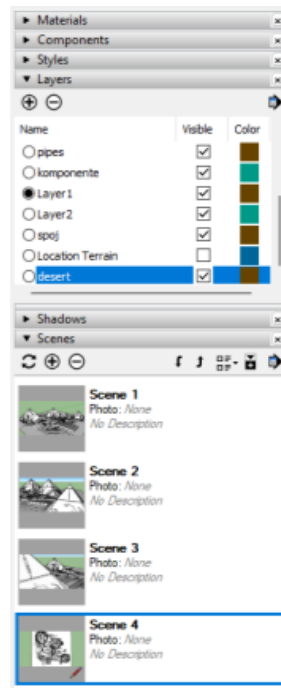 Materials
Components
Styles
Layers
Name Visible Color
pipes
komponente
Layer1
Layer2
spoj
Location Terrain
desert
Shadows
Scenes
Scene 1
Photo: None
No Description
Scene 2
Photo: None
No Description
Scene 3
Photo: None
No Description
Scene 4
Photo: None
No Description